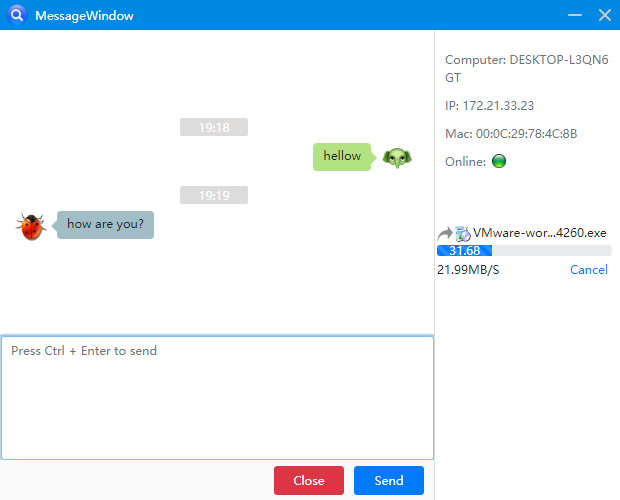 MessageWindow
19:18
hellow
19:19
how are you?
Press Ctrl + Enter to send
Close
Send
Computer: DESKTOP-L3QN6
GT
IP: 172.21.33.23
Mac: 00:0C:29:78:4C:8B
Online:
VMware-wor...4260.exe
31.68
21.99MB/S
Cancel